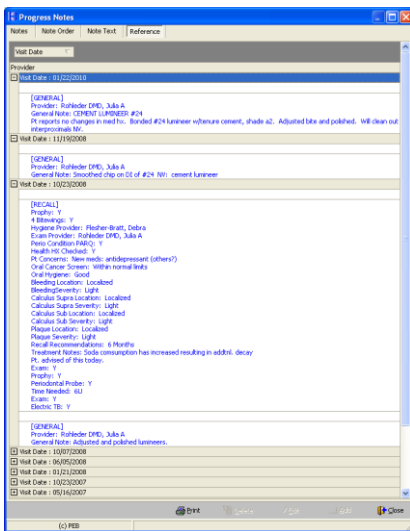 Progress Notes
Notes Note Order Note Text Reference
Visit Date
Provider
Visit Date : 01/22/2010
[GENERAL]
Provider: Rohleder DMD, Julia A
General Note: CEMENT LUMINEER #24
Pt reports no changes in med hx. Bonded #24 lumineer w/tenure cement, shade a2. Adjusted bite and polished. Will clean out
interproximals NV.
Visit Date : 11/19/2008
[GENERAL]
Provider: Rohleder DMD, Julia A
General Note: Smoothed chip on DI of #24 NV: cement lumineer
Visit Date : 10/23/2008
[RECALL]
Prophy: Y
4 Bitewings: Y
Hygiene Provider: Flesher-Bratt, Debra
Exam Provider: Rohleder DMD, Julia A
Perio Condition PARQ: Y
Health HX Checked: Y
Pt Concerns: New meds: antidepressant (others?)
Oral Cancer Screen: Within normal limits
Oral Hygiene: Good
Bleeding Location: Localized
BleedingSeverity: Light
Calculus Supra Location: Localized
Calculus Supra Severity: Light
Calculus Sub Location: Localized
Calculus Sub Severity: Light
Plaque Location: Localized
Plaque Severity: Light
Recall Recommendations: 6 Months
Treatment Notes: Soda comsumption has increased resulting in addtnl. decay
Pt. advised of this today.
Exam: Y
Prophy: Y
Periodontal Probe: Y
Time Needed: 6U
Exam: Y
Electric TB: Y
[GENERAL]
Provider: Rohleder DMD, Julia A
General Note: Adjusted and polished lumineers.
Visit Date : 10/07/2008
Visit Date : 06/05/2008
Visit Date : 01/21/2008
Visit Date : 10/23/2007
Visit Date : 05/16/2007
Print Delete Edit Add Close
(c) PEB